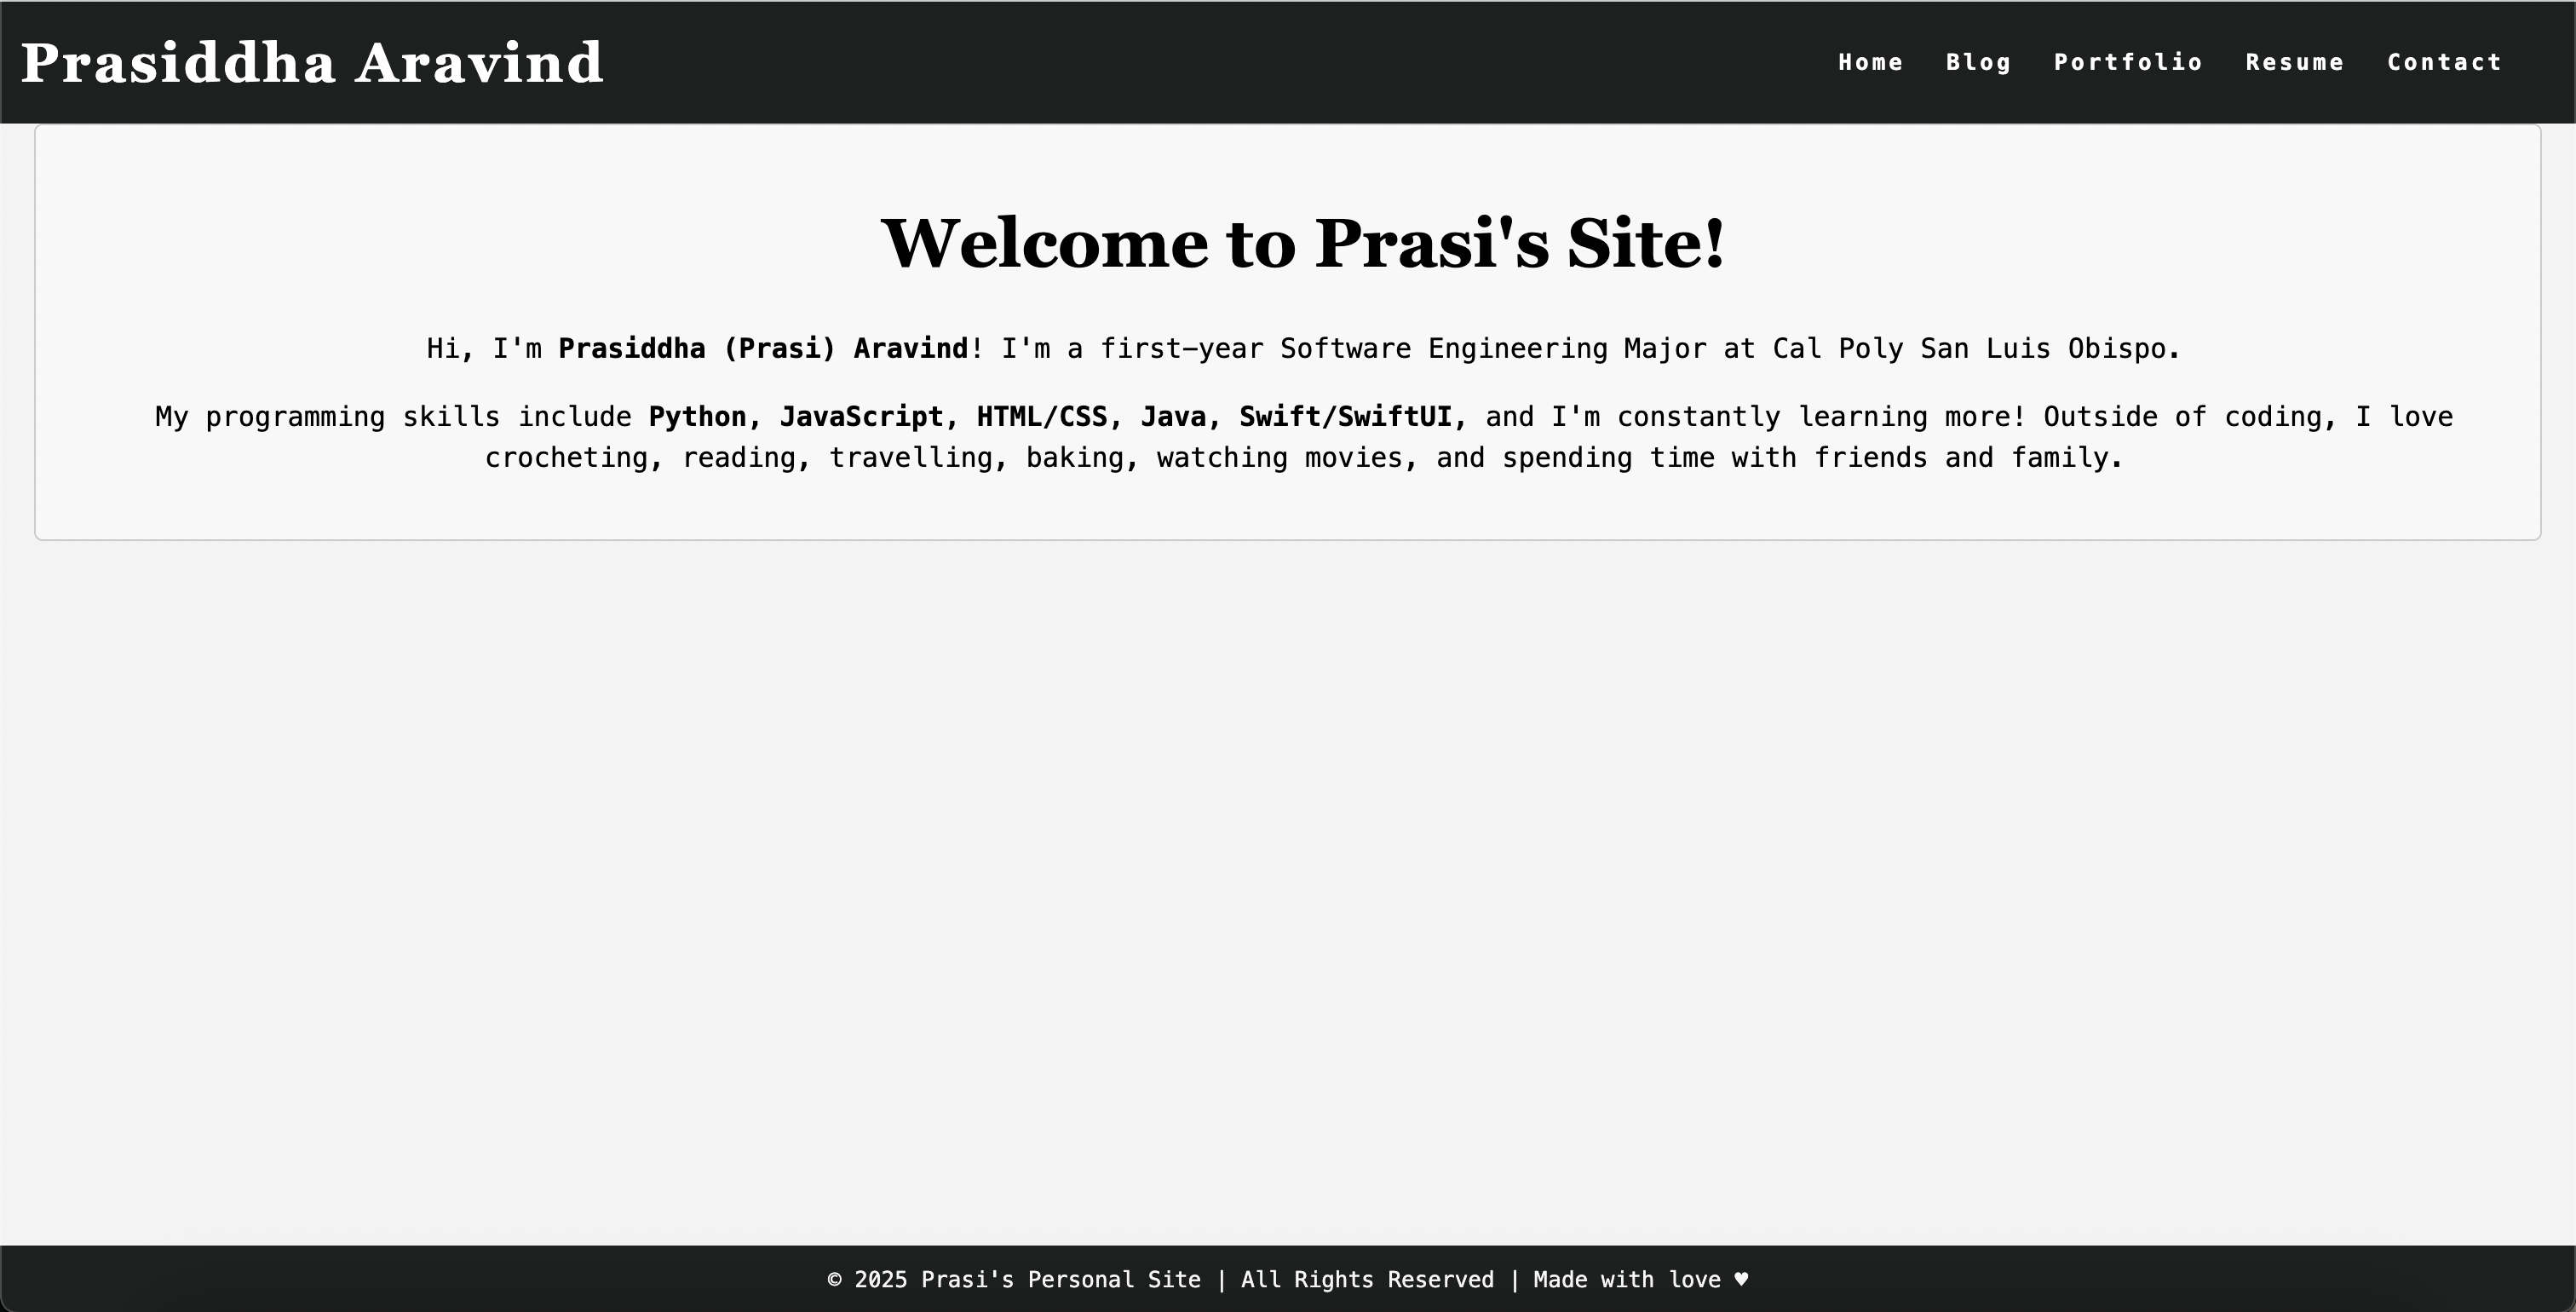 Prasiddha Aravind
Home Blog Portfolio Resume Contact
Welcome to Prasi's Site!
Hi, I'm Prasiddha (Prasi) Aravind! I'm a first-year Software Engineering Major at Cal Poly San Luis Obispo.
My programming skills include Python, JavaScript, HTML/CSS, Java, Swift/SwiftUI, and I'm constantly learning more! Outside of coding, I love
crocheting, reading, travelling, baking, watching movies, and spending time with friends and family.
© 2025 Prasi's Personal Site | All Rights Reserved | Made with love ♥